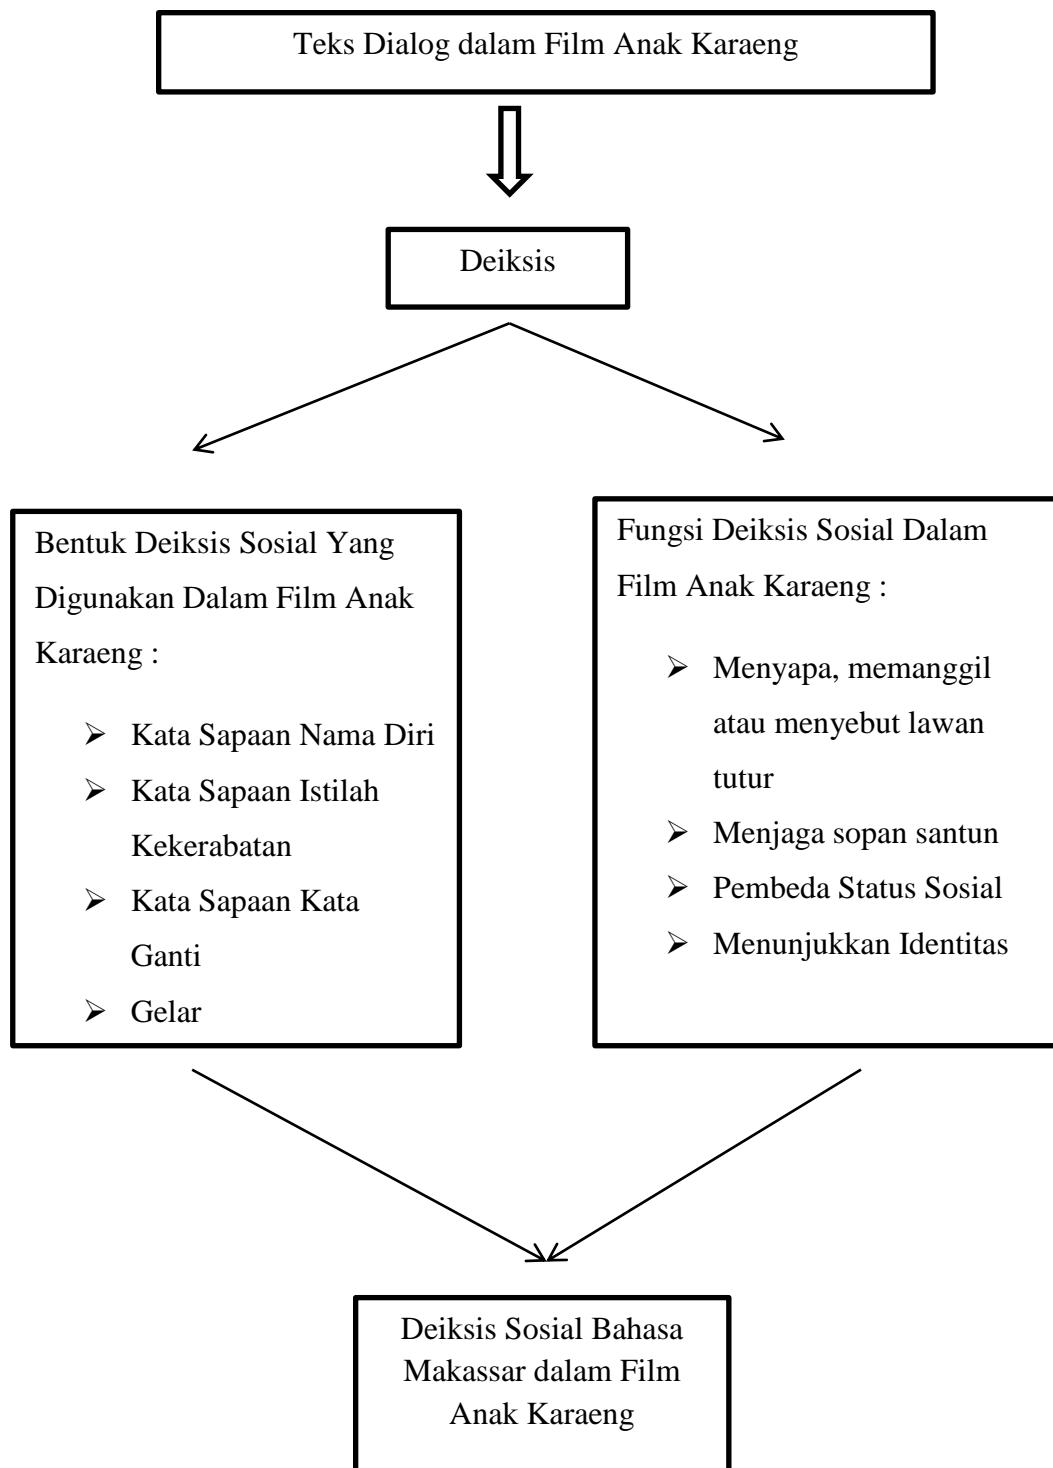 Teks Dialog dalam Film Anak Karaeng
Deiksis
Bentuk Deiksis Sosial Yang
Digunakan Dalam Film Anak
Karaeng :
➢ Kata Sapaan Nama Diri
➢ Kata Sapaan Istilah
Kekerabatan
➢ Kata Sapaan Kata
Ganti
➢ Gelar
Fungsi Deiksis Sosial Dalam
Film Anak Karaeng :
➢ Menyapa, memanggil
atau menyebut lawan
tutur
➢ Menjaga sopan santun
➢ Pembeda Status Sosial
➢ Menunjukkan Identitas
Deiksis Sosial Bahasa
Makassar dalam Film
Anak Karaeng